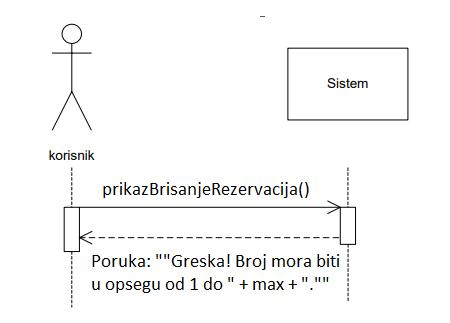 Sistem
korisnik
prikazBrisanjeRezervacija()
Poruka: ""Greska! Broj mora biti
u opsegu od 1 do " + max + ".""